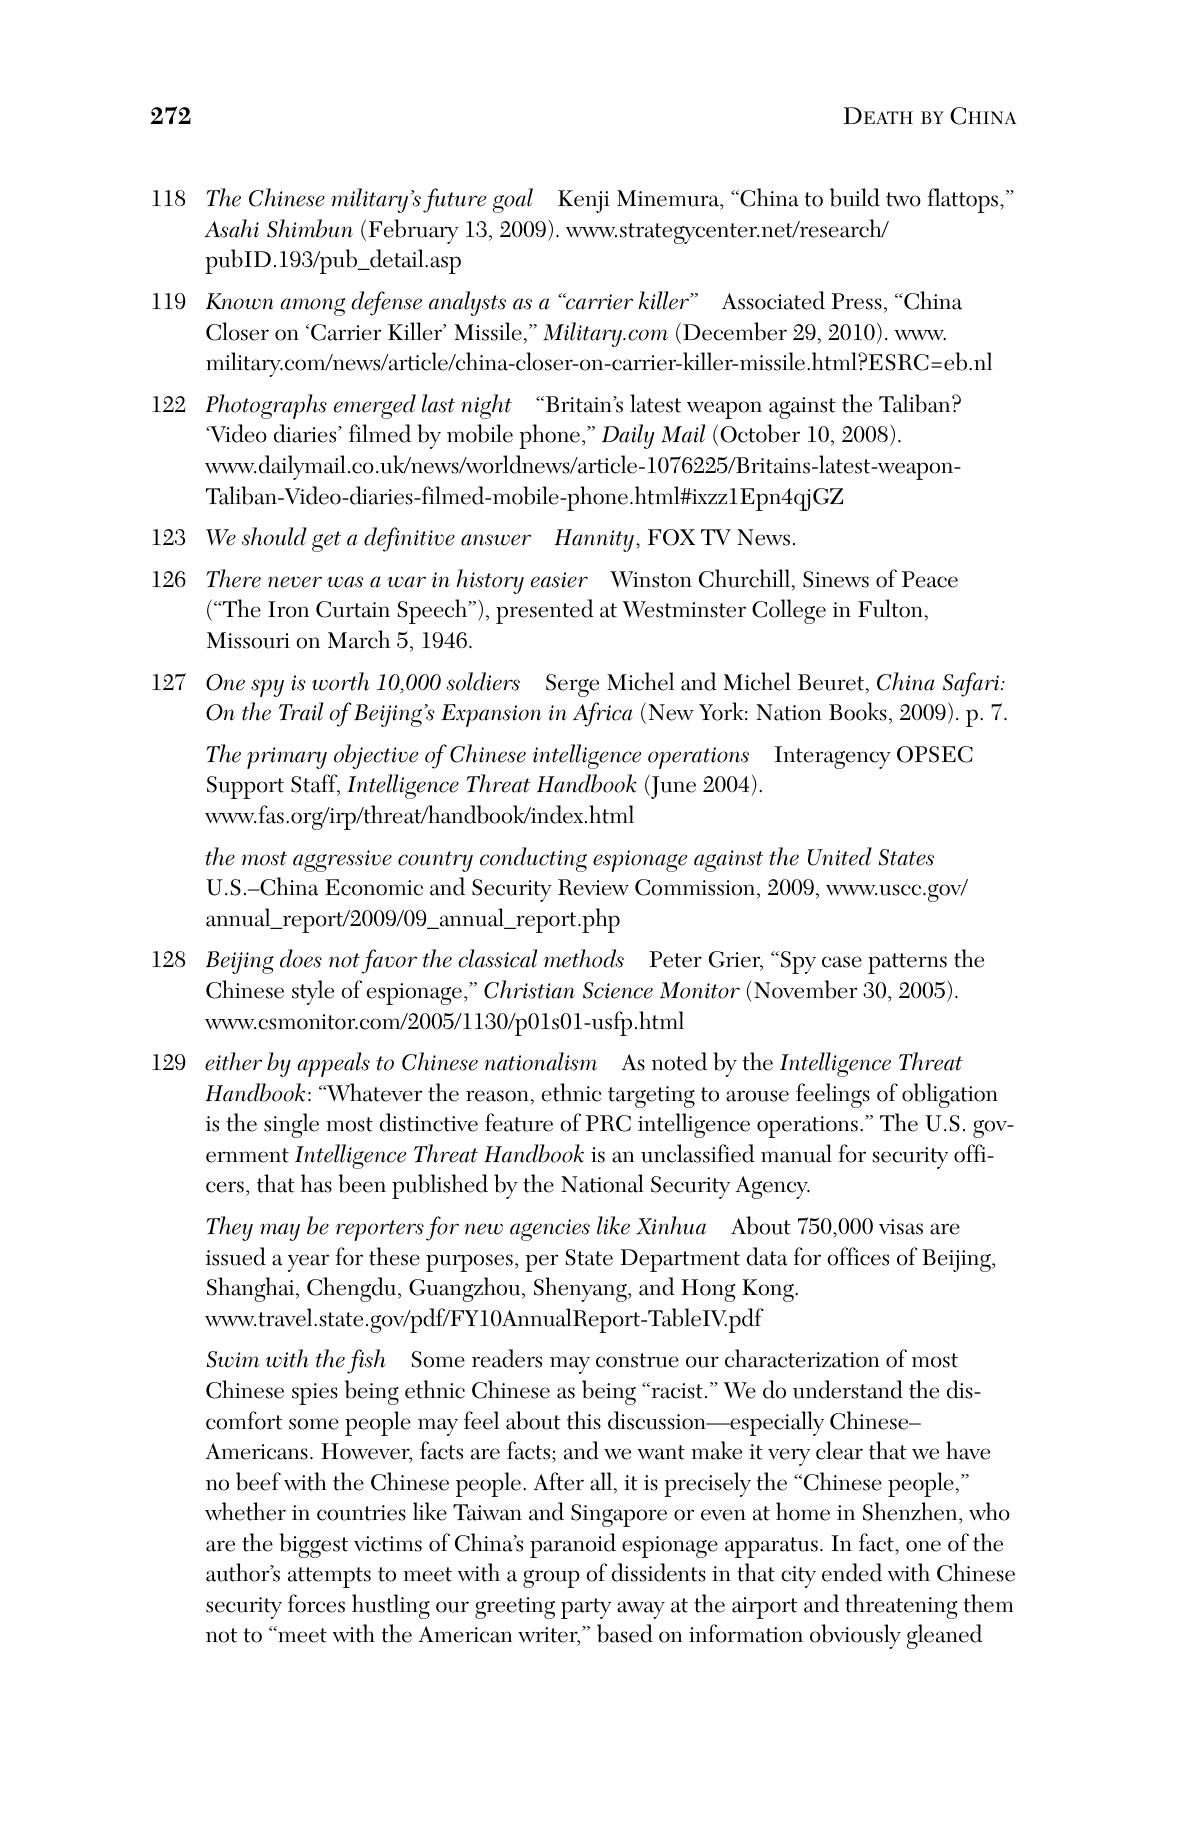 272 DEATH BY CHINA
118 The Chinese military’s future goal Kenji Minemura, “China to build two flattops,”
Asahi Shimbun (February 13, 2009). www.strategycenter.net/research/
pubID.193/pub_detail.asp
119 Known among defense analysts as a “carrier killer” Associated Press, “China
Closer on ‘Carrier Killer’ Missile,” Military.com (December 29, 2010). www.
military.com/news/article/china-closer-on-carrier-killer-missile.html?ESRC=eb.nl
122 Photographs emerged last night “Britain’s latest weapon against the Taliban?
‘Video diaries’ filmed by mobile phone,” Daily Mail (October 10, 2008).
www.dailymail.co.uk/news/worldnews/article-1076225/Britains-latest-weapon-
Taliban-Video-diaries-filmed-mobile-phone.html#ixzz1Epn4qjGZ
123 We should get a definitive answer Hannity, FOX TV News.
126 There never was a war in history easier Winston Churchill, Sinews of Peace
(“The Iron Curtain Speech”), presented at Westminster College in Fulton,
Missouri on March 5, 1946.
127 One spy is worth 10,000 soldiers Serge Michel and Michel Beuret, China Safari:
On the Trail of Beijing’s Expansion in Africa (New York: Nation Books, 2009). p. 7.
The primary objective of Chinese intelligence operations Interagency OPSEC
Support Staff, Intelligence Threat Handbook (June 2004).
www.fas.org/irp/threat/handbook/index.html
the most aggressive country conducting espionage against the United States
U.S.–China Economic and Security Review Commission, 2009, www.uscc.gov/
annual_report/2009/09_annual_report.php
128 Beijing does not favor the classical methods Peter Grier, “Spy case patterns the
Chinese style of espionage,” Christian Science Monitor (November 30, 2005).
www.csmonitor.com/2005/1130/p01s01-usfp.html
129 either by appeals to Chinese nationalism As noted by the Intelligence Threat
Handbook: “Whatever the reason, ethnic targeting to arouse feelings of obligation
is the single most distinctive feature of PRC intelligence operations.” The U.S. gov-
ernment Intelligence Threat Handbook is an unclassified manual for security offi-
cers, that has been published by the National Security Agency.
They may be reporters for new agencies like Xinhua About 750,000 visas are
issued a year for these purposes, per State Department data for offices of Beijing,
Shanghai, Chengdu, Guangzhou, Shenyang, and Hong Kong.
www.travel.state.gov/pdf/FY10AnnualReport-TableIV.pdf
Swim with the fish Some readers may construe our characterization of most
Chinese spies being ethnic Chinese as being “racist.” We do understand the dis-
comfort some people may feel about this discussion—especially Chinese–
Americans. However, facts are facts; and we want make it very clear that we have
no beef with the Chinese people. After all, it is precisely the “Chinese people,”
whether in countries like Taiwan and Singapore or even at home in Shenzhen, who
are the biggest victims of China’s paranoid espionage apparatus. In fact, one of the
author’s attempts to meet with a group of dissidents in that city ended with Chinese
security forces hustling our greeting party away at the airport and threatening them
not to “meet with the American writer,” based on information obviously gleaned